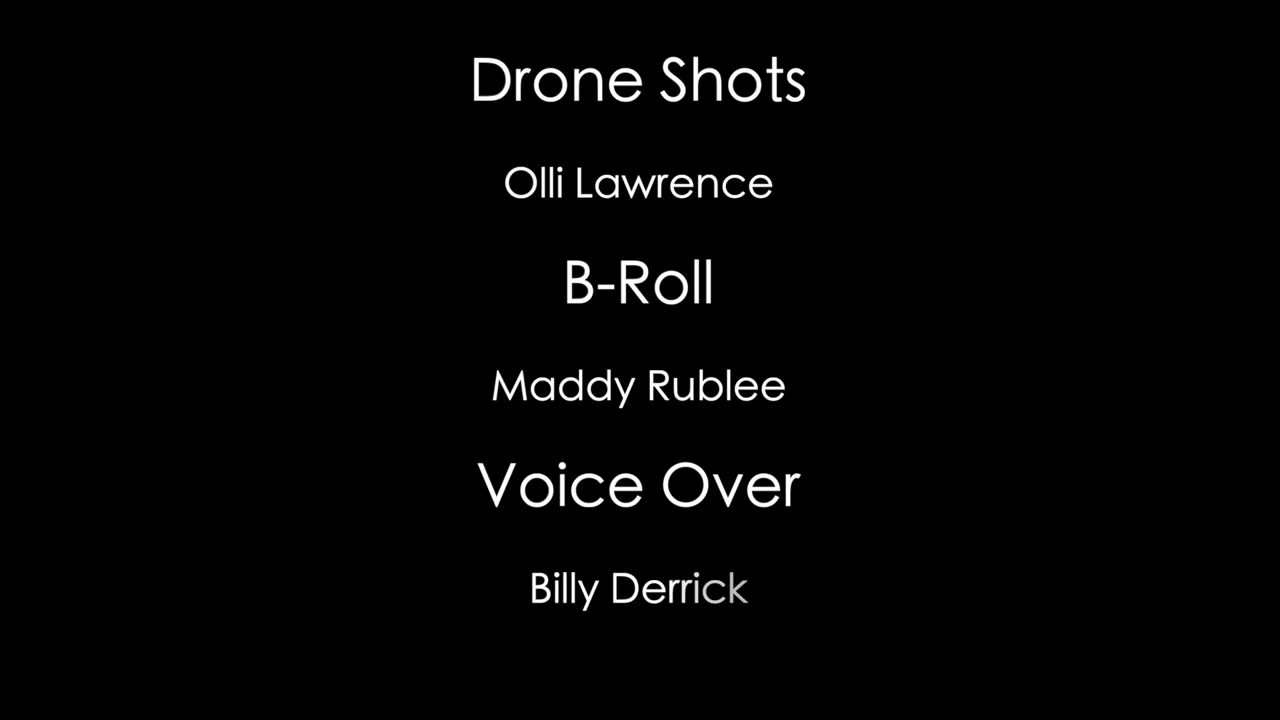 Drone Shots
Olli Lawrence
B-Roll
Maddy Rublee
Voice Over
Billy Derrick